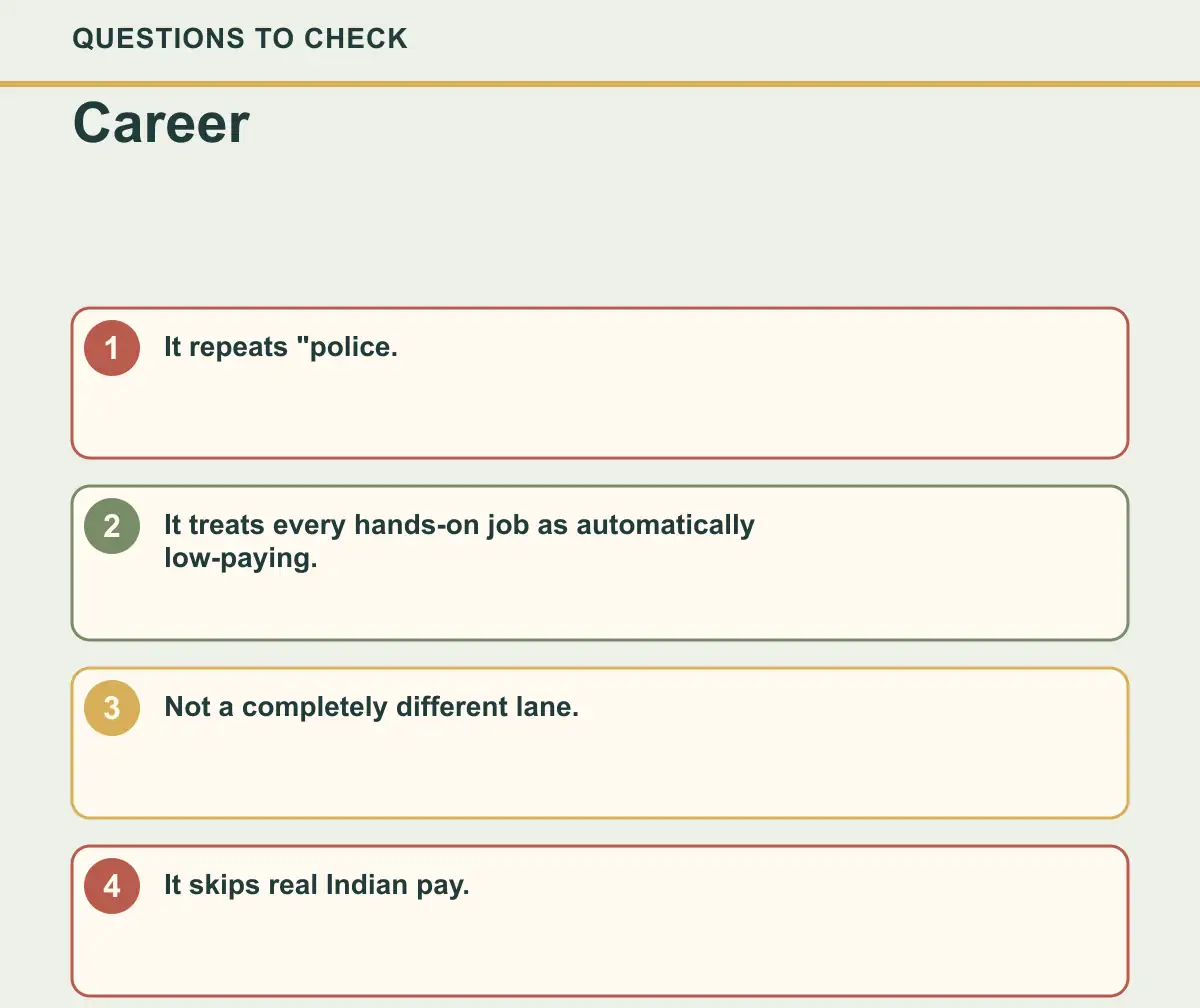 QUESTIONS TO CHECK
Career
1
It repeats "police.
2
It treats every hands-on job as automatically
low-paying.
3
Not a completely different lane.
4
It skips real Indian pay.